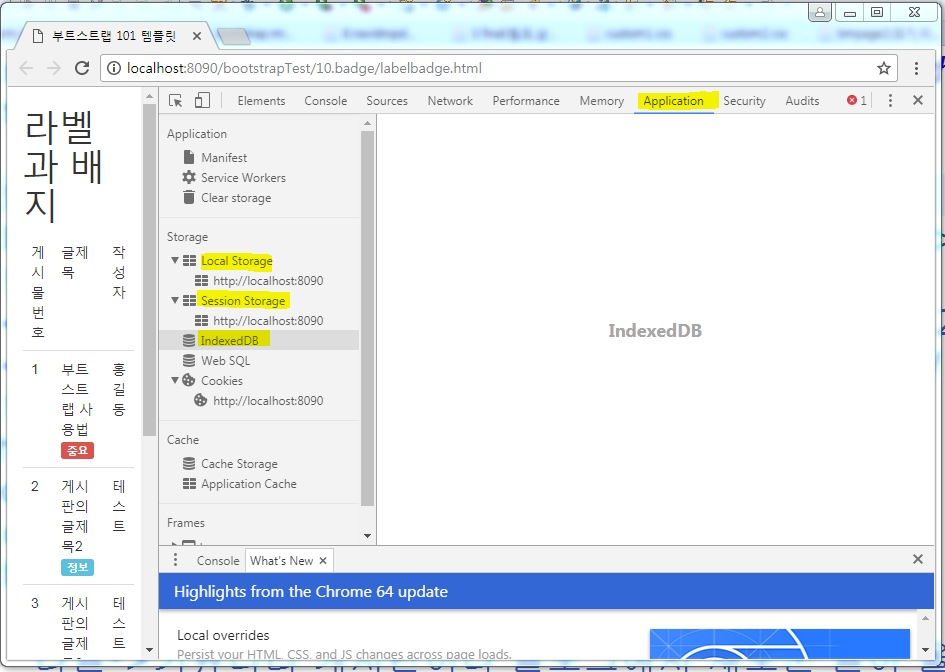 부트스트랩 101 템플릿
localhost:8090/bootstrapTest/10.badge/labelbadge.html
라벨
과 배
지
게
시
물
번
호
글제
목
작
성
자
1
부트
스트
랩 사
용법
중요
홍
길
동
2
게시
판의
글제
목2
정보
테
스
트
3
게시
판의
글제
테
스
트
Elements Console Sources Network Performance Memory Application Security Audits 1
Application
Manifest
Service Workers
Clear storage
Storage
Local Storage
http://localhost:8090
Session Storage
http://localhost:8090
IndexedDB
Web SQL
Cookies
http://localhost:8090
Cache
Cache Storage
Application Cache
Frames
IndexedDB
Console What's New
Highlights from the Chrome 64 update
Local overrides
Persist your HTML, CSS, and JS changes across page loads.